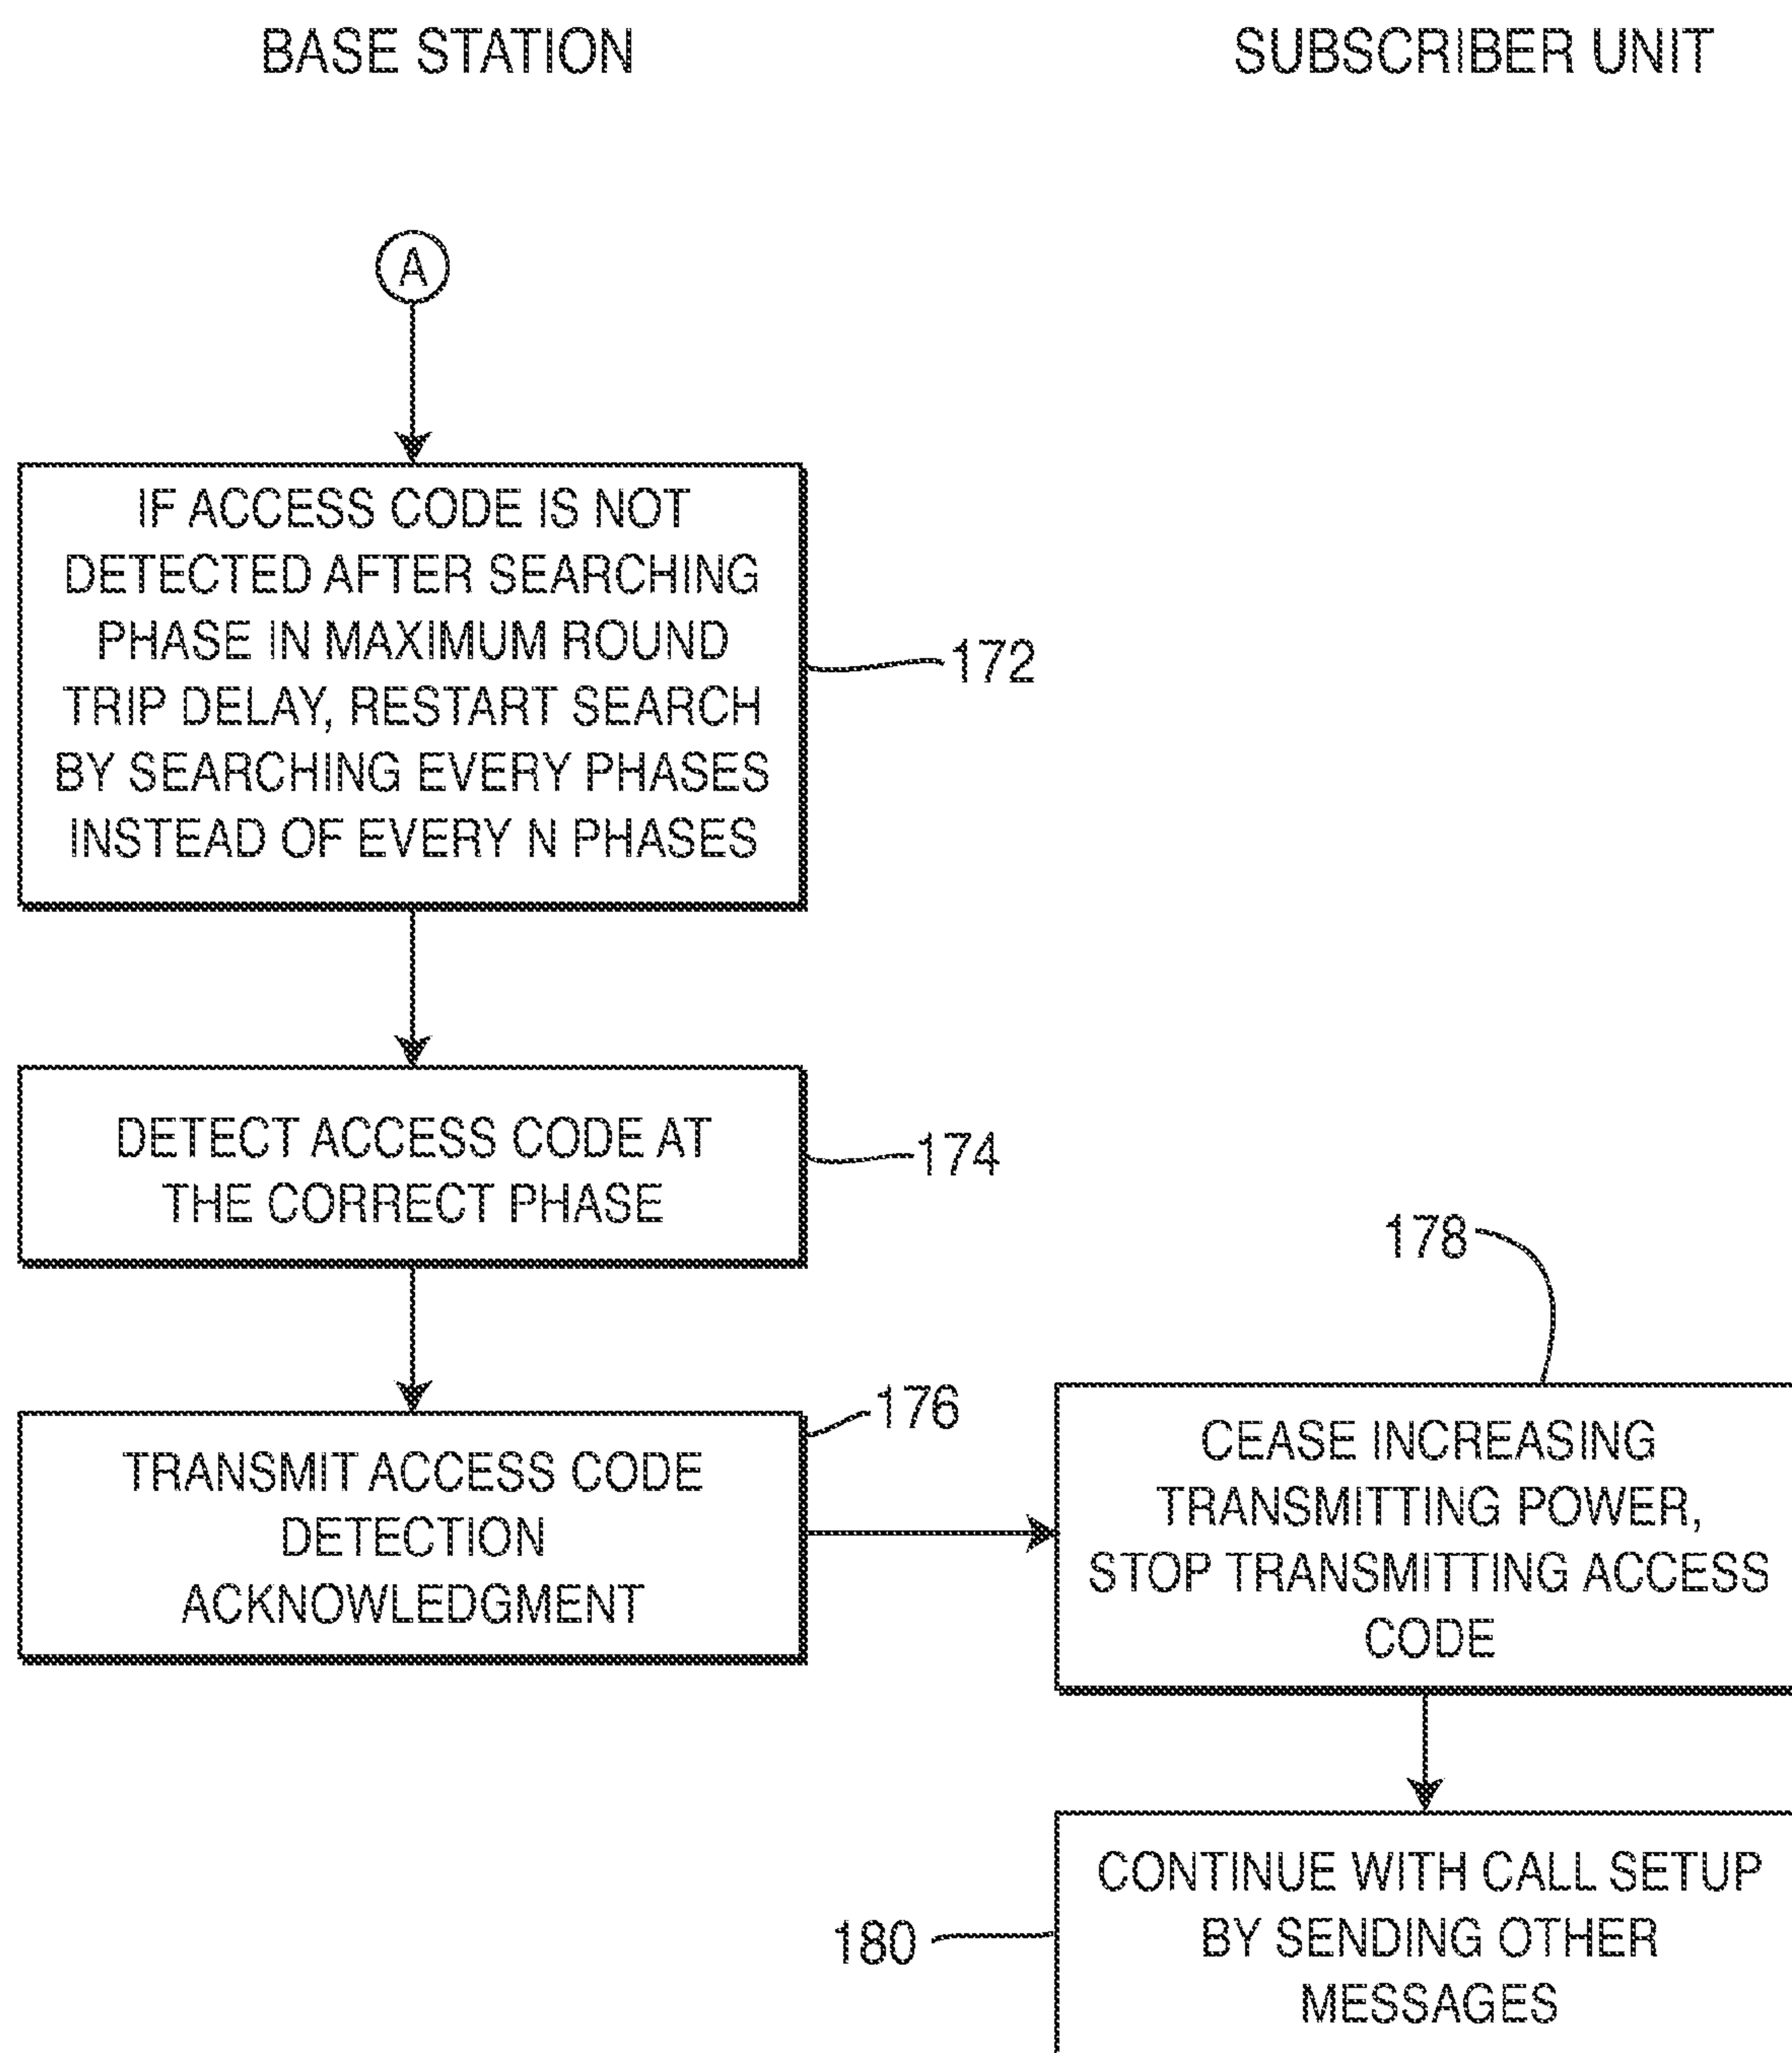 BASE STATION
SUBSCRIBER UNIT
A
IF ACCESS CODE IS NOT
DETECTED AFTER SEARCHING
PHASE IN MAXIMUM ROUND
TRIP DELAY, RESTART SEARCH
BY SEARCHING EVERY PHASES
INSTEAD OF EVERY N PHASES
172
DETECT ACCESS CODE AT
THE CORRECT PHASE
174
TRANSMIT ACCESS CODE
DETECTION
ACKNOWLEDGMENT
176
178
CEASE INCREASING
TRANSMITTING POWER,
STOP TRANSMITTING ACCESS
CODE
180
CONTINUE WITH CALL SETUP
BY SENDING OTHER
MESSAGES